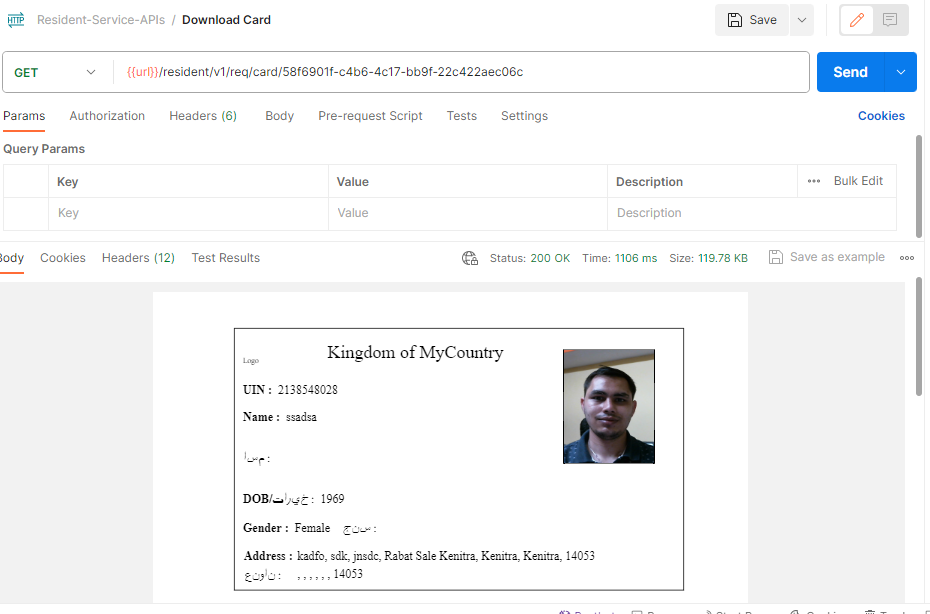 HTTP Resident-Service-APIs / Download Card
Save
GET {{url}}/resident/v1/req/card/58f6901f-c4b6-4c17-bb9f-22c422aec06c Send
Params Authorization Headers (6) Body Pre-request Script Tests Settings Cookies
Query Params
Key Value Description ••• Bulk Edit
Key Value Description
Body Cookies Headers (12) Test Results Status: 200 OK Time: 1106 ms Size: 119.78 KB Save as example
Kingdom of MyCountry
Logo
UIN : 2138548028
Name : ssadsa
اسم :
DOB/تاريخ : 1969
Gender : Female جنس :
Address : kadfo, sdk, jnsdc, Rabat Sale Kenitra, Kenitra, Kenitra, 14053
عنوان : , , , , , , 14053